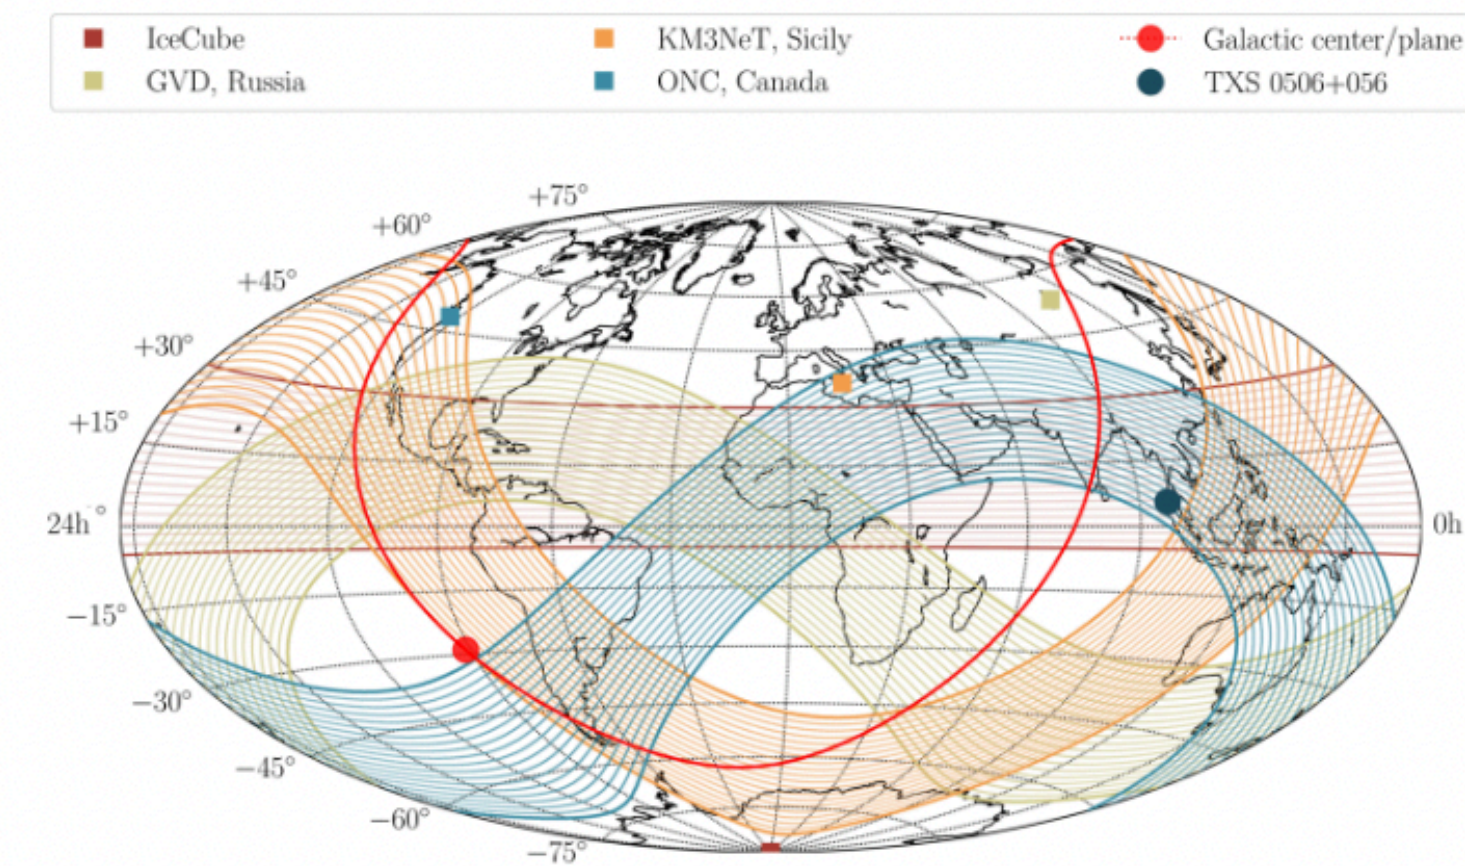 IceCube
KM3NeT, Sicily
Galactic center/plane
GVD, Russia
ONC, Canada
TXS 0506+056
+75°
+60°
+45°
+30°
+15°
24h °
0h
−15°
−30°
−45°
−60°
−75°